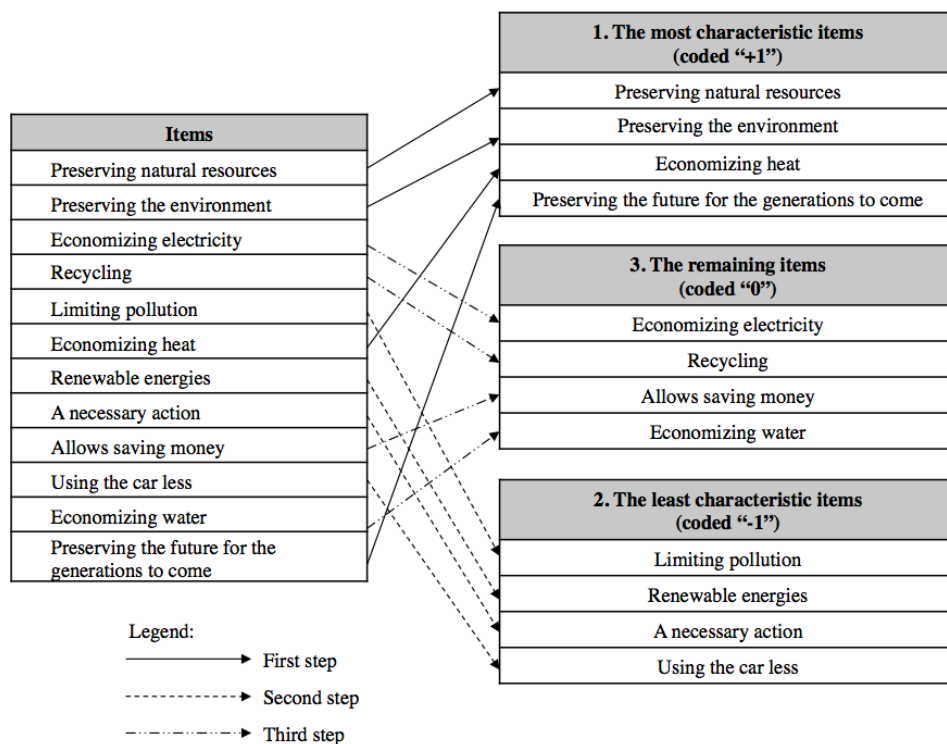 Items
Preserving natural resources
Preserving the environment
Economizing electricity
Recycling
Limiting pollution
Economizing heat
Renewable energies
A necessary action
Allows saving money
Using the car less
Economizing water
Preserving the future for the
generations to come
1. The most characteristic items
(coded “+1”)
Preserving natural resources
Preserving the environment
Economizing heat
Preserving the future for the generations to come
3. The remaining items
(coded “0”)
Economizing electricity
Recycling
Allows saving money
Economizing water
2. The least characteristic items
(coded “-1”)
Limiting pollution
Renewable energies
A necessary action
Using the car less
Legend:
First step
Second step
Third step